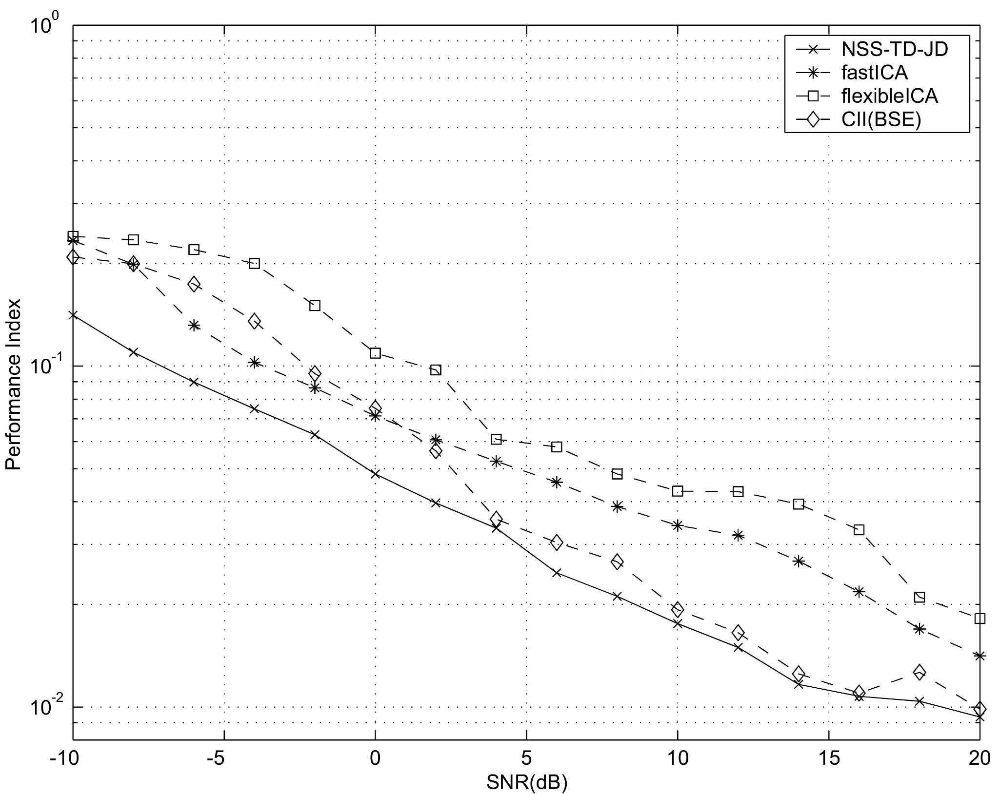 10^0
10^-1
10^-2
Performance Index
-10 -5 0 5 10 15 20
SNR(dB)
NSS-TD-JD
fastICA
flexibleICA
CII(BSE)